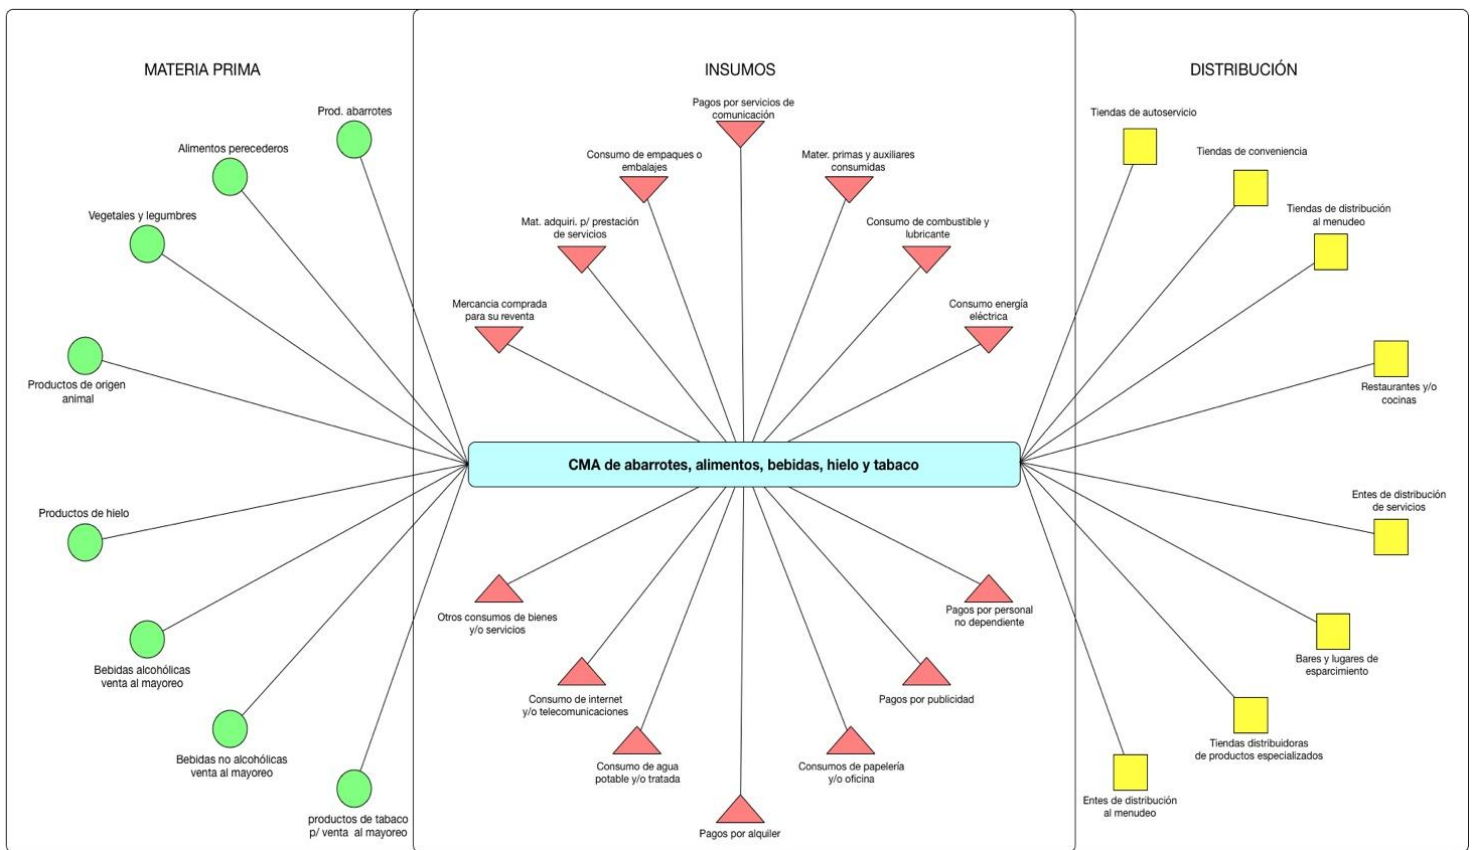 MATERIA PRIMA
Prod. abarrotes
Alimentos perecederos
Vegetales y legumbres
Productos de origen
animal
Productos de hielo
Bebidas alcohólicas
venta al mayoreo
Bebidas no alcohólicas
venta al mayoreo
productos de tabaco
p/ venta al mayoreo
INSUMOS
Pagos por servicios de
comunicación
Consumo de empaques o
embalajes
Mater. primas y auxiliares
consumidas
Mat. adquiri. p/ prestación
de servicios
Consumo de combustible y
lubricante
Mercancia comprada
para su reventa
Consumo energía
eléctrica
CMA de abarrotes, alimentos, bebidas, hielo y tabaco
Otros consumos de bienes
y/o servicios
Pagos por personal
no dependiente
Consumo de internet
y/o telecomunicaciones
Pagos por publicidad
Consumo de agua
potable y/o tratada
Consumos de papelería
y/o oficina
Pagos por alquiler
DISTRIBUCIÓN
Tiendas de autoservicio
Tiendas de conveniencia
Tiendas de distribución
al menudeo
Restaurantes y/o
cocinas
Entes de distribución
de servicios
Bares y lugares de
esparcimiento
Tiendas distribuidoras
de productos especializados
Entes de distribución
al menudeo